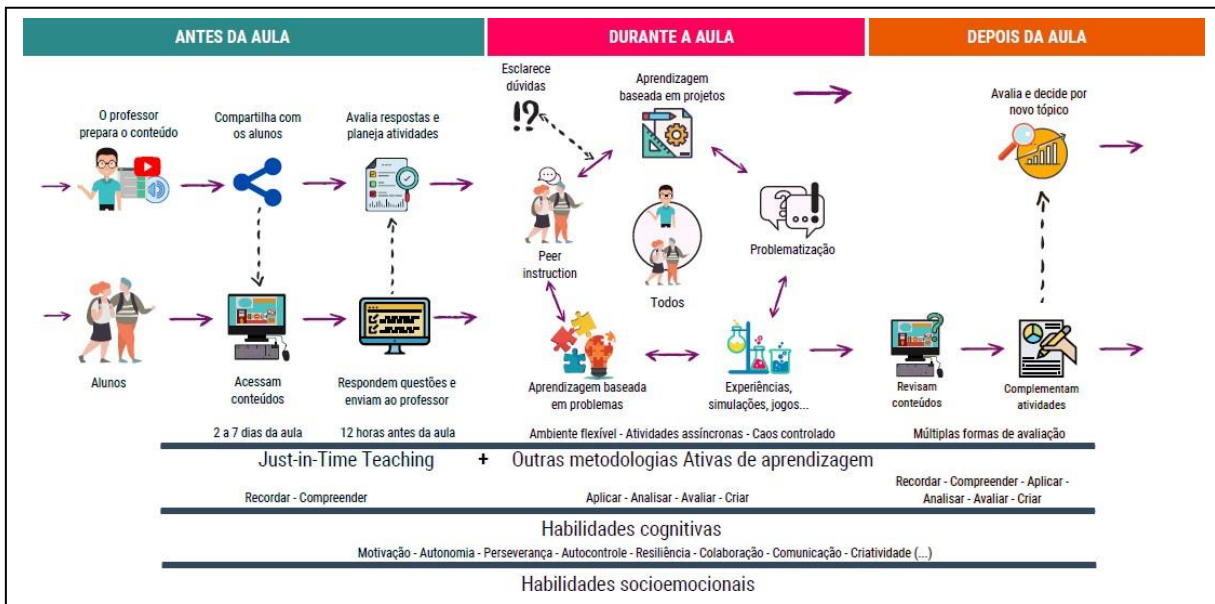 ANTES DA AULA
DURANTE A AULA
DEPOIS DA AULA
O professor
prepara o conteúdo
Compartilha com
os alunos
Avalia respostas e
planeja atividades
Alunos
Acessam
conteúdos
2 a 7 dias da aula
Respondem questões e
enviam ao professor
12 horas antes da aula
Esclarece
dúvidas
!?
Aprendizagem
baseada em projetos
Peer
instruction
Todos
Problematização
Aprendizagem baseada
em problemas
Experiências,
simulações, jogos...
Ambiente flexível - Atividades assíncronas - Caos controlado
Avalia e decide por
novo tópico
Revisam
conteúdos
Complementam
atividades
Múltiplas formas de avaliação
Just-in-Time Teaching + Outras metodologias Ativas de aprendizagem
Recordar - Compreender
Aplicar - Analisar - Avaliar - Criar
Recordar - Compreender - Aplicar -
Analisar - Avaliar - Criar
Habilidades cognitivas
Motivação - Autonomia - Perseverança - Autocontrole - Resiliência - Colaboração - Comunicação - Criatividade (...)
Habilidades socioemocionais